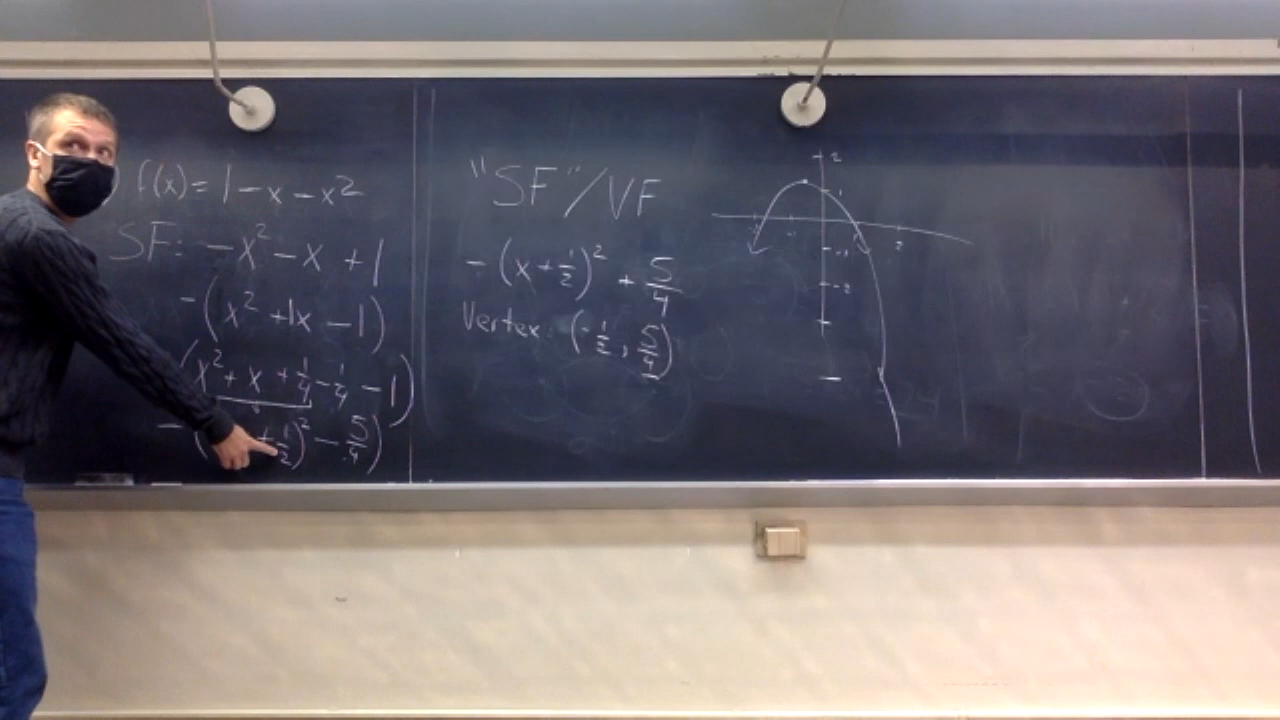 ) f(x) = 1 - x - x²
SF: -x² - x + 1
-(x² + 1x - 1)
(x² + x + 1/4 - 1/4 - 1)
-( + 1/2)² - 5/4)
"SF"/VF
-(x + 1/2)² + 5/4
Vertex: (-1/2, 5/4)
2
1
-1
2
-1
-2